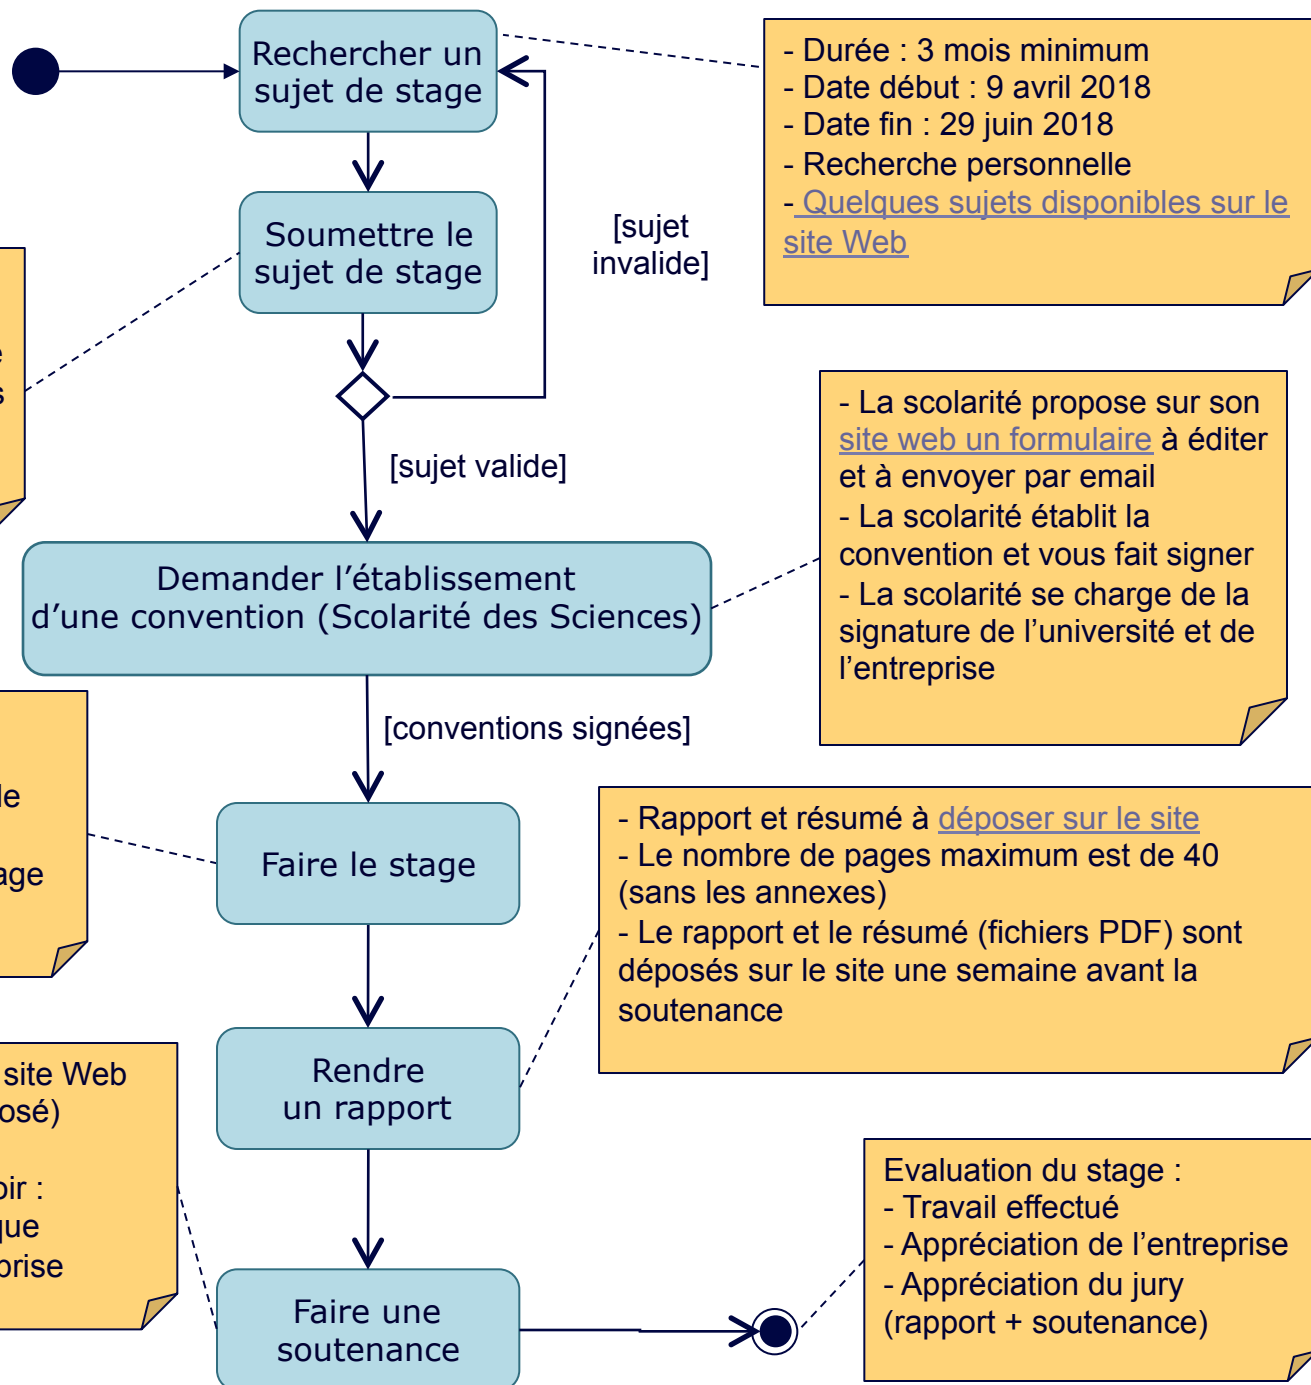 Rechercher un
sujet de stage
- Durée : 3 mois minimum
- Date début : 9 avril 2018
- Date fin : 29 juin 2018
- Recherche personnelle
- Quelques sujets disponibles sur le
site Web
Soumettre le
sujet de stage
[sujet
invalide]
[sujet valide]
- La scolarité propose sur son
site web un formulaire à éditer
et à envoyer par email
- La scolarité établit la
convention et vous fait signer
- La scolarité se charge de la
signature de l’université et de
l’entreprise
Demander l’établissement
d’une convention (Scolarité des Sciences)
[conventions signées]
Faire le stage
- Rapport et résumé à déposer sur le site
- Le nombre de pages maximum est de 40
(sans les annexes)
- Le rapport et le résumé (fichiers PDF) sont
déposés sur le site une semaine avant la
soutenance
Rendre
un rapport
site Web
Faire une
soutenance
Evaluation du stage :
- Travail effectué
- Appréciation de l’entreprise
- Appréciation du jury
(rapport + soutenance)